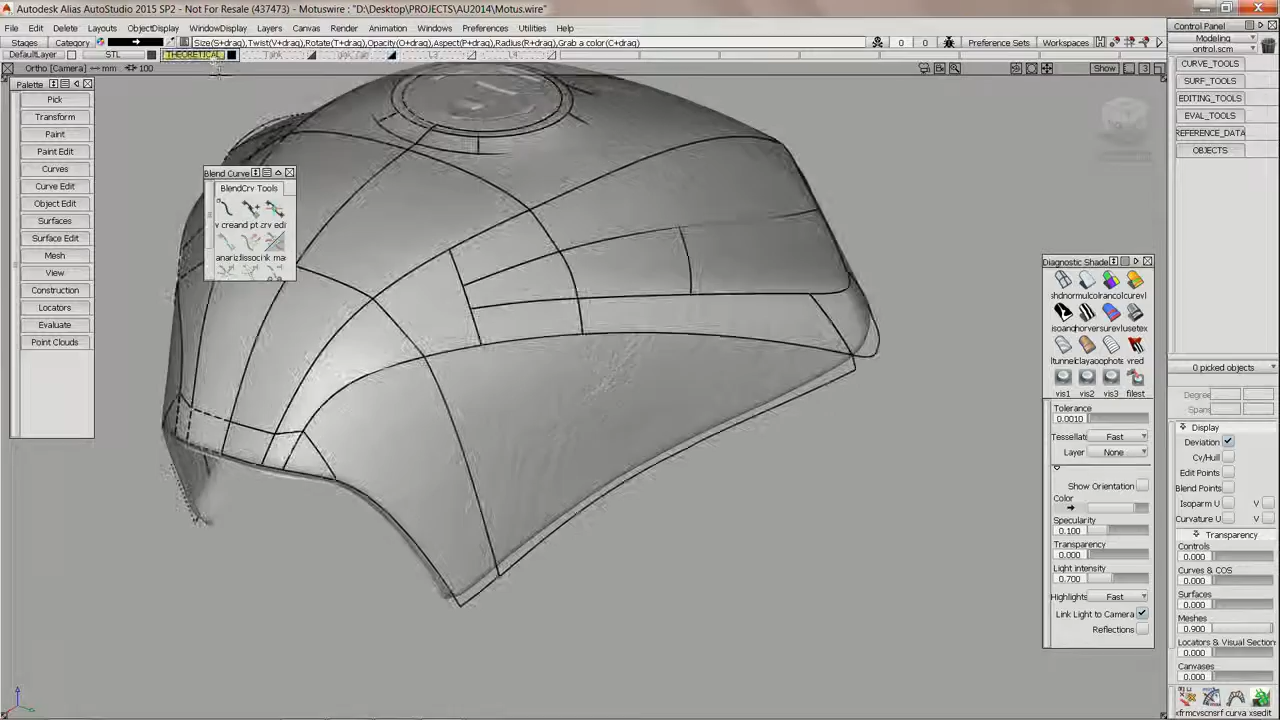 Autodesk Alias AutoStudio 2015 SP2 - Not For Resale (437473) - Motuswire : "D:\Desktop\PROJECTS\AU2014\Motus.wire"
File Edit Delete Layouts ObjectDisplay WindowDisplay Layers Canvas Render Animation Windows Preferences Utilities Help
Stages Category Size(S+drag),Twist(V+drag),Rotate(T+drag),Opacity(O+drag),Aspect(P+drag),Radius(R+drag),Grab a color(C+drag) 0 0 Preference Sets Workspaces
DefaultLayer STL THEORETICAL
Ortho [Camera] mm 100 Show
Palette
Pick
Transform
Paint
Paint Edit
Curves
Curve Edit
Object Edit
Surfaces
Surface Edit
Mesh
View
Construction
Locators
Evaluate
Point Clouds
Blend Curve
BlendCrv Tools
Diagnostic Shade
vis1 vis2 vis3 filest
Tolerance
0.0010
Fast
Layer None
Show Orientation
Color
Specularity
0.100
Transparency
0.000
Light intensity
0.700
Highlights Fast
Link Light to Camera
Reflections
Control Panel
Modeling
ontrol.scm
CURVE_TOOLS
SURF_TOOLS
EDITING_TOOLS
EVAL_TOOLS
REFERENCE_DATA
OBJECTS
0 picked objects
Degree
Spans
Display
Deviation
Cv/Hull
Edit Points
Blend Points
Isoparm U V
Curvature U V
Transparency
Controls
0.000
Curves & COS
0.000
Surfaces
0.000
Meshes
0.900
Locators & Visual Section
0.000
Canvases
0.000